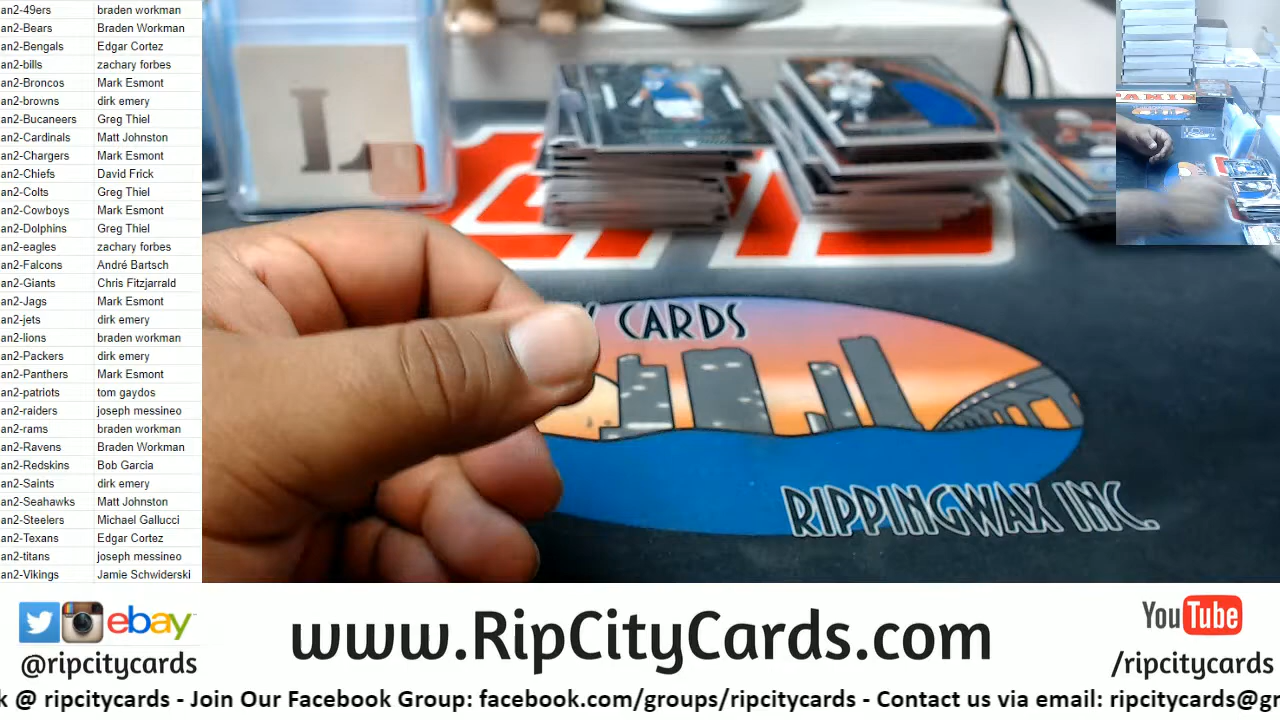 an2-49ers braden workman
an2-Bears Braden Workman
an2-Bengals Edgar Cortez
an2-bills zachary forbes
an2-Broncos Mark Esmont
an2-browns dirk emery
an2-Bucaneers Greg Thiel
an2-Cardinals Matt Johnston
an2-Chargers Mark Esmont
an2-Chiefs David Frick
an2-Colts Greg Thiel
an2-Cowboys Mark Esmont
an2-Dolphins Greg Thiel
an2-eagles zachary forbes
an2-Falcons André Bartsch
an2-Giants Chris Fitzjarrald
an2-Jags Mark Esmont
an2-jets dirk emery
an2-lions braden workman
an2-Packers dirk emery
an2-Panthers Mark Esmont
an2-patriots tom gaydos
an2-raiders joseph messineo
an2-rams braden workman
an2-Ravens Braden Workman
an2-Redskins Bob Garcia
an2-Saints dirk emery
an2-Seahawks Matt Johnston
an2-Steelers Michael Gallucci
an2-Texans Edgar Cortez
an2-titans joseph messineo
an2-Vikings Jamie Schwiderski
L
CARDS
RIPPINGWAX INC.
ebay
@ripcitycards
www.RipCityCards.com
YouTube
/ripcitycards
k @ ripcitycards - Join Our Facebook Group: facebook.com/groups/ripcitycards - Contact us via email: ripcitycards@gr